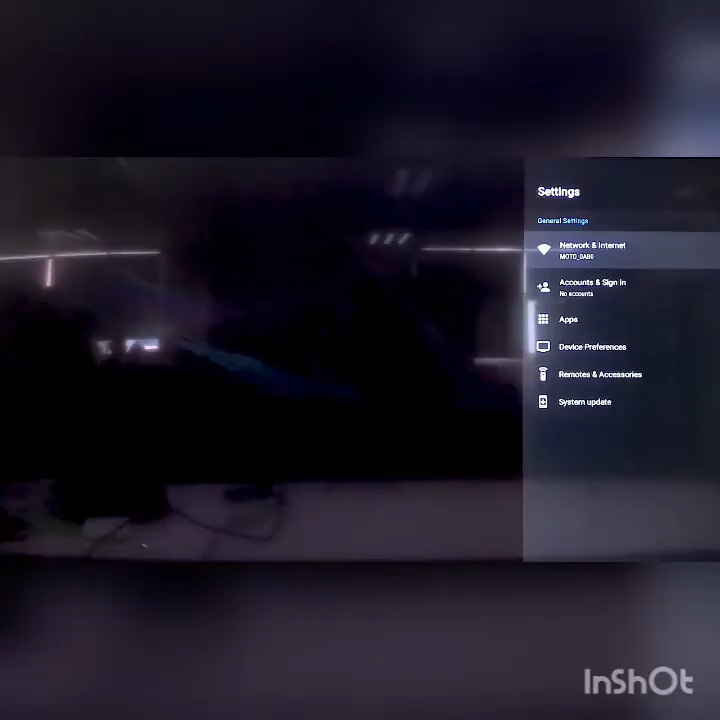 Settings
General Settings
Network & Internet
MOTO_0AB0
Accounts & Sign In
No accounts
Apps
Device Preferences
Remotes & Accessories
System update
InShOt